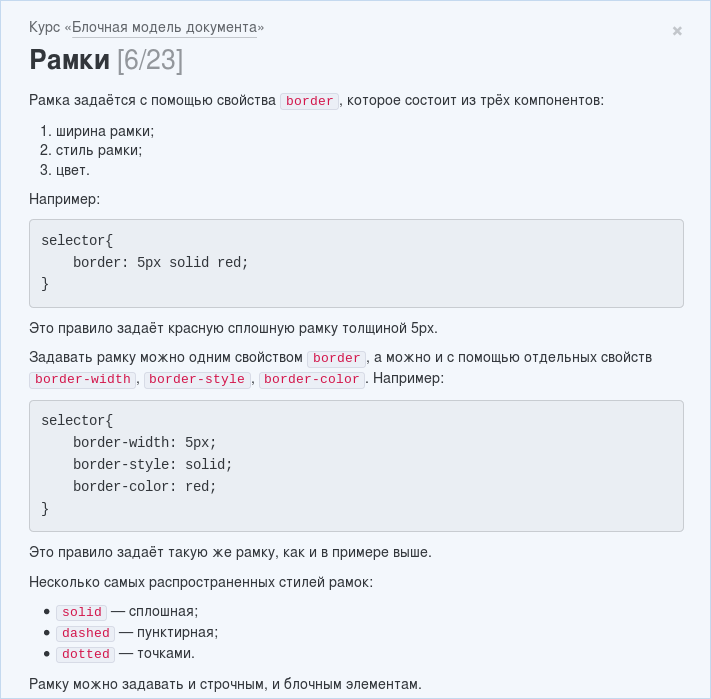 Курс «Блочная модель документа»
×
Рамки [6/23]
Рамка задаётся с помощью свойства border, которое состоит из трёх компонентов:
1. ширина рамки;
2. стиль рамки;
3. цвет.
Например:
selector{
    border: 5px solid red;
}
Это правило задаёт красную сплошную рамку толщиной 5px.
Задавать рамку можно одним свойством border, а можно и с помощью отдельных свойств
border-width, border-style, border-color. Например:
selector{
    border-width: 5px;
    border-style: solid;
    border-color: red;
}
Это правило задаёт такую же рамку, как и в примере выше.
Несколько самых распространенных стилей рамок:
• solid — сплошная;
• dashed — пунктирная;
• dotted — точками.
Рамку можно задавать и строчным, и блочным элементам.